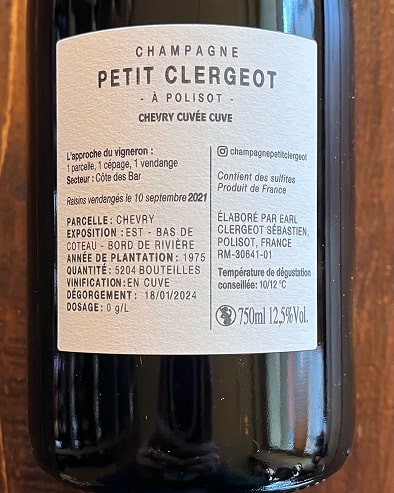 CHAMPAGNE
PETIT CLERGEOT
- À POLISOT -
CHEVRY CUVÉE CUVE
L'approche du vigneron :
1 parcelle, 1 cépage, 1 vendange
Secteur : Côte des Bar
Raisins vendangés le 10 septembre 2021
PARCELLE : CHEVRY
EXPOSITION : EST - BAS DE
COTEAU - BORD DE RIVIÈRE
ANNÉE DE PLANTATION : 1975
QUANTITÉ : 5204 BOUTEILLES
VINIFICATION : EN CUVE
DÉGORGEMENT : 18/01/2024
DOSAGE : 0 g/L
champagnepetitclergeot
Contient des sulfites
Produit de France
ÉLABORÉ PAR EARL
CLERGEOT SÉBASTIEN,
POLISOT, FRANCE
RM-30641-01
Température de dégustation
conseillée: 10/12 °C
750ml 12,5%Vol.